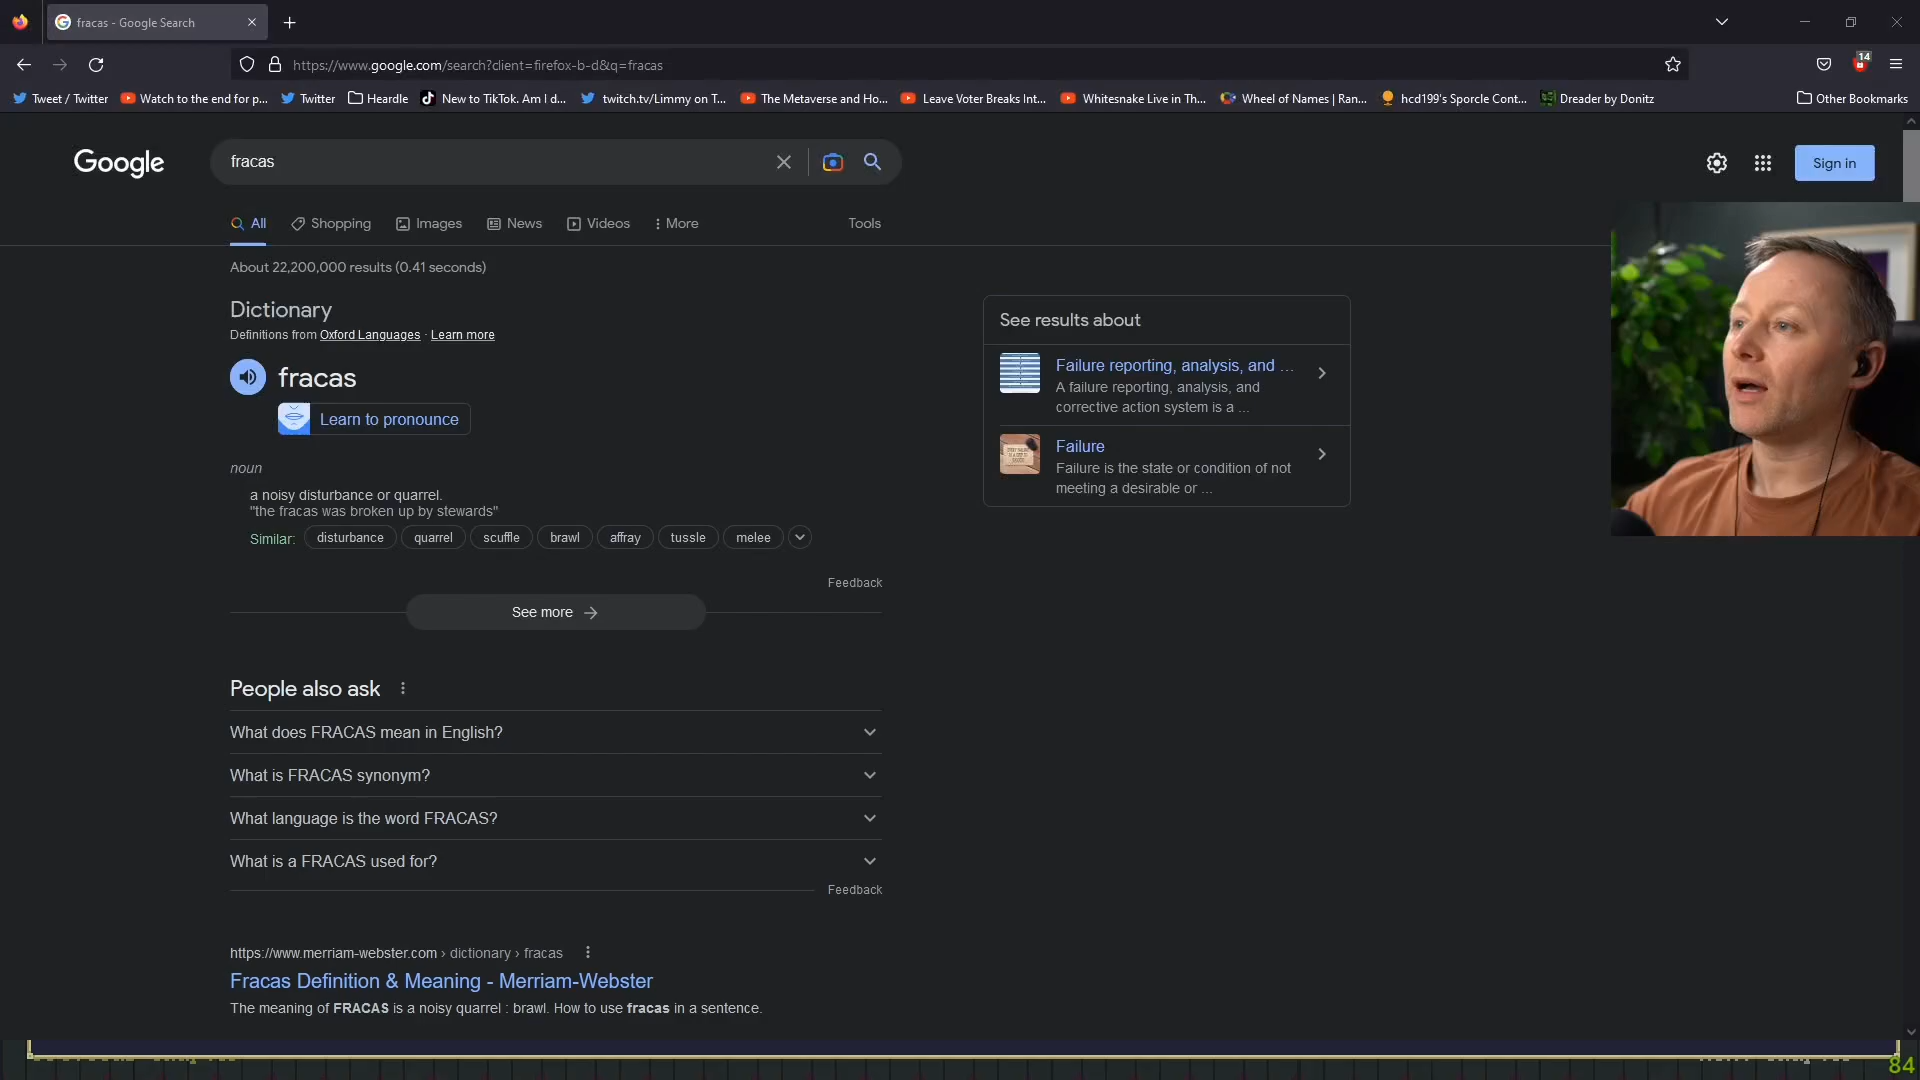 fracas - Google Search
https://www.google.com/search?client=firefox-b-d&q=fracas
14
Tweet / Twitter
Watch to the end for p...
Twitter
Heardle
New to TikTok. Am I d...
twitch.tv/Limmy on T...
The Metaverse and Ho...
Leave Voter Breaks Int...
Whitesnake Live in Th...
Wheel of Names | Ran...
hcd199's Sporcle Cont...
Dreader by Donitz
Other Bookmarks
Google
fracas
Sign in
All
Shopping
Images
News
Videos
More
Tools
About 22,200,000 results (0.41 seconds)
Dictionary
Definitions from Oxford Languages · Learn more
fracas
Learn to pronounce
noun
a noisy disturbance or quarrel.
"the fracas was broken up by stewards"
Similar: disturbance quarrel scuffle brawl affray tussle melee
Feedback
See more
See results about
Failure reporting, analysis, and ...
A failure reporting, analysis, and
corrective action system is a ...
Failure
Failure is the state or condition of not
meeting a desirable or ...
People also ask
What does FRACAS mean in English?
What is FRACAS synonym?
What language is the word FRACAS?
What is a FRACAS used for?
Feedback
https://www.merriam-webster.com › dictionary › fracas
Fracas Definition & Meaning - Merriam-Webster
The meaning of FRACAS is a noisy quarrel : brawl. How to use fracas in a sentence.
84